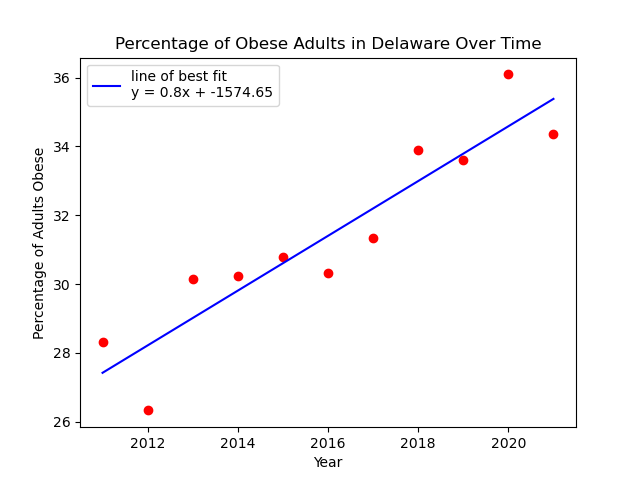 Percentage of Obese Adults in Delaware Over Time
line of best fit
y = 0.8x + -1574.65
Percentage of Adults Obese
36
34
32
30
28
26
2012 2014 2016 2018 2020
Year